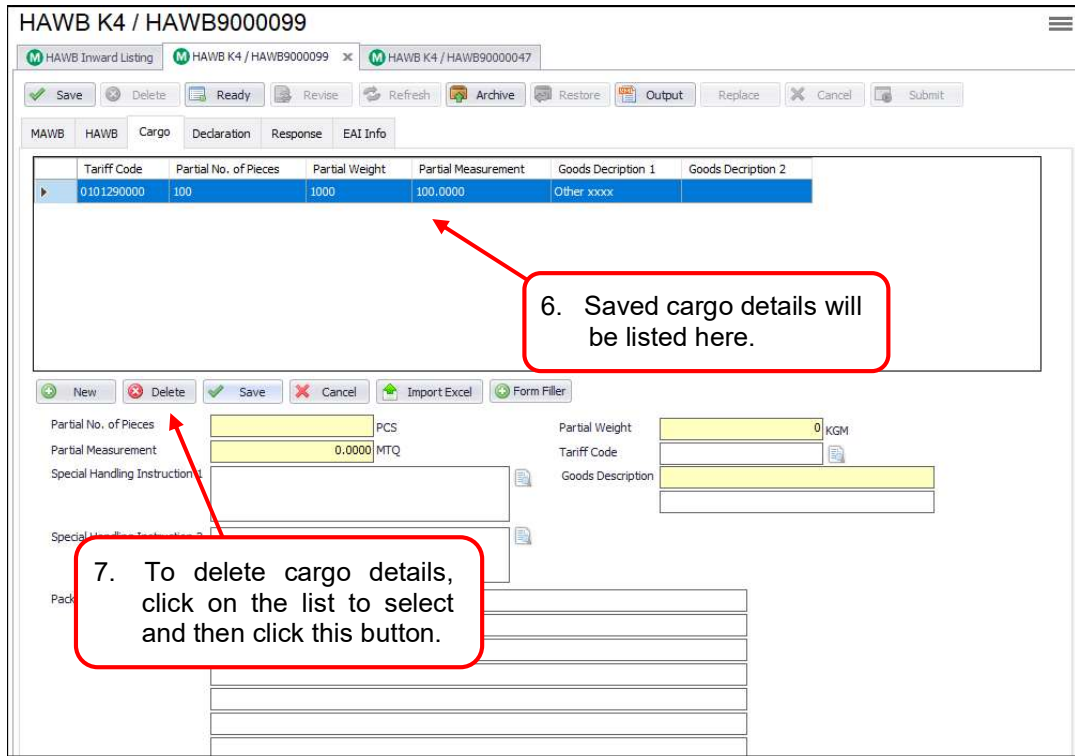 HAWB K4 / HAWB9000099
HAWB Inward Listing HAWB K4 / HAWB9000099 x HAWB K4 / HAWB90000047
Save Delete Ready Revise Refresh Archive Restore Output Replace Cancel Submit
MAWB HAWB Cargo Declaration Response EAI Info
Tariff Code Partial No. of Pieces Partial Weight Partial Measurement Goods Decription 1 Goods Decription 2
0101290000 100 1000 100.0000 Other xxxx
6. Saved cargo details will
be listed here.
New Delete Save Cancel Import Excel Form Filler
Partial No. of Pieces PCS Partial Weight 0 KGM
Partial Measurement 0.0000 MTQ Tariff Code
Special Handling Instruction 1 Goods Description
Special Handling Instruction 2
7. To delete cargo details,
click on the list to select
and then click this button.
Pack